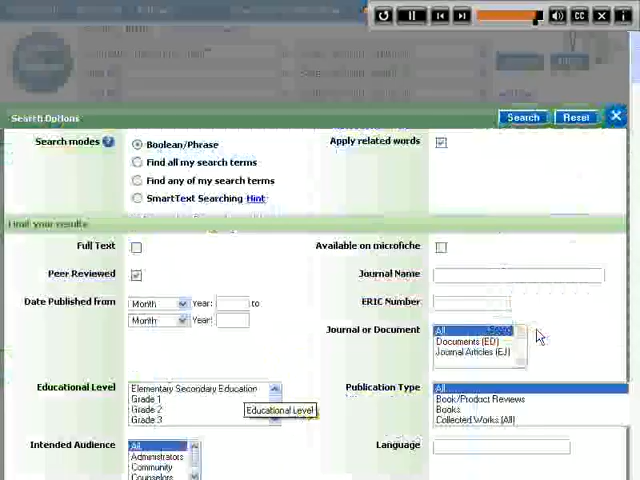 CC
Search Options
Search
Reset
Search modes
Boolean/Phrase
Find all my search terms
Find any of my search terms
SmartText Searching Hint
Apply related words
Limit your results
Full Text
Available on microfiche
Peer Reviewed
Journal Name
Date Published from
Month Year: to
Month Year:
ERIC Number
Journal or Document
All
Documents (ED)
Journal Articles (EJ)
Educational Level
Elementary Secondary Education
Grade 1
Grade 2
Grade 3
Educational Level
Publication Type
All
Book/Product Reviews
Books
Collected Works (All)
Intended Audience
All
Administrators
Community
Counselors
Language